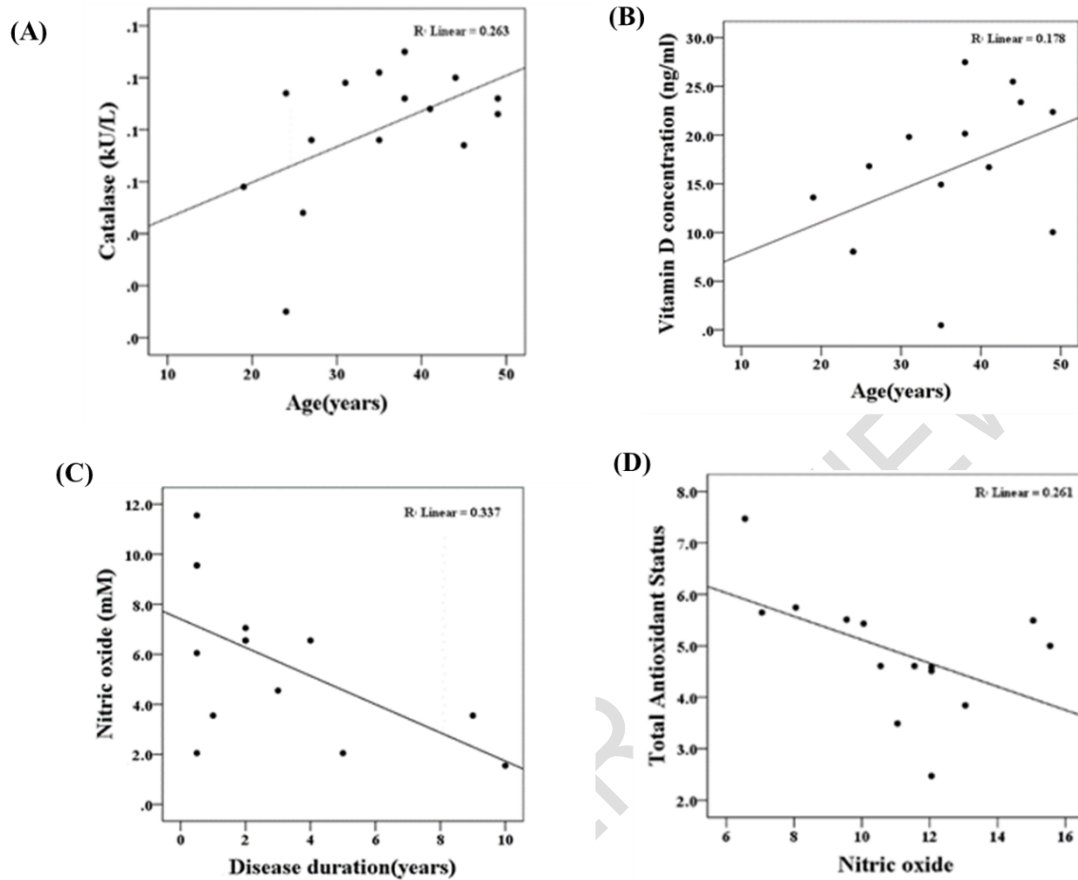 (A)
R² Linear = 0.263
Catalase (kU/L)
.1
.1
.1
.1
.0
.0
.0
10 20 30 40 50
Age(years)
(B)
R² Linear = 0.178
Vitamin D concentration (ng/ml)
30.0
25.0
20.0
15.0
10.0
5.0
.0
10 20 30 40 50
Age(years)
(C)
R² Linear = 0.337
Nitric oxide (mM)
12.0
10.0
8.0
6.0
4.0
2.0
.0
0 2 4 6 8 10
Disease duration(years)
(D)
R² Linear = 0.261
Total Antioxidant Status
8.0
7.0
6.0
5.0
4.0
3.0
2.0
6 8 10 12 14 16
Nitric oxide